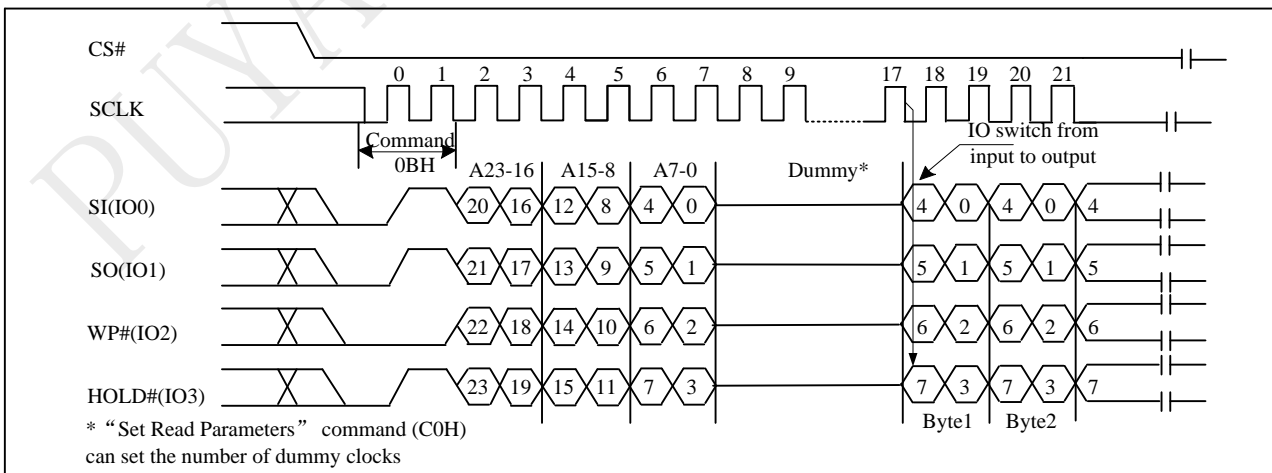 PUYA
CS#
0 1 2 3 4 5 6 7 8 9 17 18 19 20 21
SCLK
Command
0BH
IO switch from
input to output
A23-16 A15-8 A7-0 Dummy*
SI(IO0) 20 16 12 8 4 0 4 0 4 0 4
SO(IO1) 21 17 13 9 5 1 5 1 5 1 5
WP#(IO2) 22 18 14 10 6 2 6 2 6 2 6
HOLD#(IO3) 23 19 15 11 7 3 7 3 7 3 7
Byte1 Byte2
* “Set Read Parameters” command (C0H)
can set the number of dummy clocks